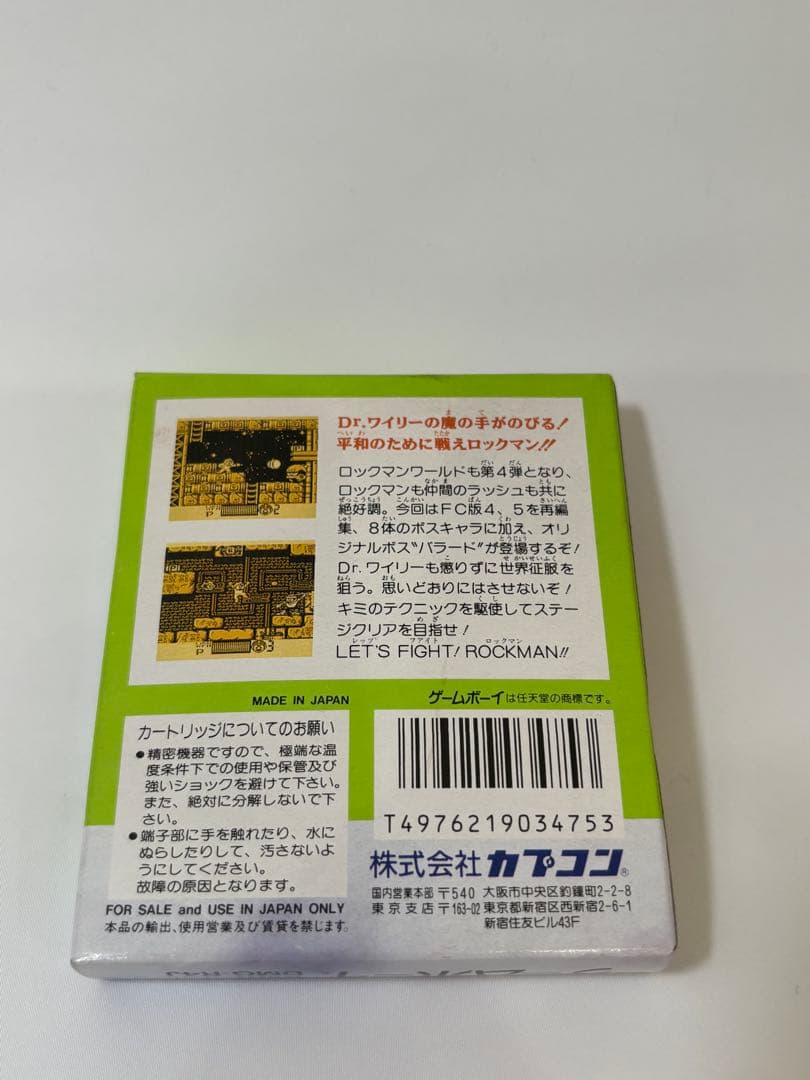 Dr.ワイリーの魔の手がのびる!
平和のために戦えロックマン!!
ロックマンワールドも第4弾となり、
ロックマンも仲間のラッシュも共に
絶好調。今回はFC版4、5を再編
集、8体のボスキャラに加え、オリ
ジナルボス"バラード"が登場するぞ!
Dr.ワイリーも懲りずに世界征服を
狙う。思いどおりにはさせないぞ!
キミのテクニックを駆使してステー
ジクリアを目指せ!
LET'S FIGHT! ROCKMAN!!
MADE IN JAPAN
ゲームボーイは任天堂の商標です。
カートリッジについてのお願い
●精密機器ですので、極端な温
度条件下での使用や保管及び
強いショックを避けて下さい。
また、絶対に分解しないで下
さい。
●端子部に手を触れたり、水に
ぬらしたりして、汚さないよ
うにしてください。
故障の原因となります。
FOR SALE and USE IN JAPAN ONLY
本品の輸出、使用営業及び賃貸を禁じます。
T4976219034753
株式会社カプコン®
国内営業本部 〒540 大阪市中央区釣鐘町2-2-8
東京支店 〒163-02 東京都新宿区西新宿2-6-1
新宿住友ビル43F